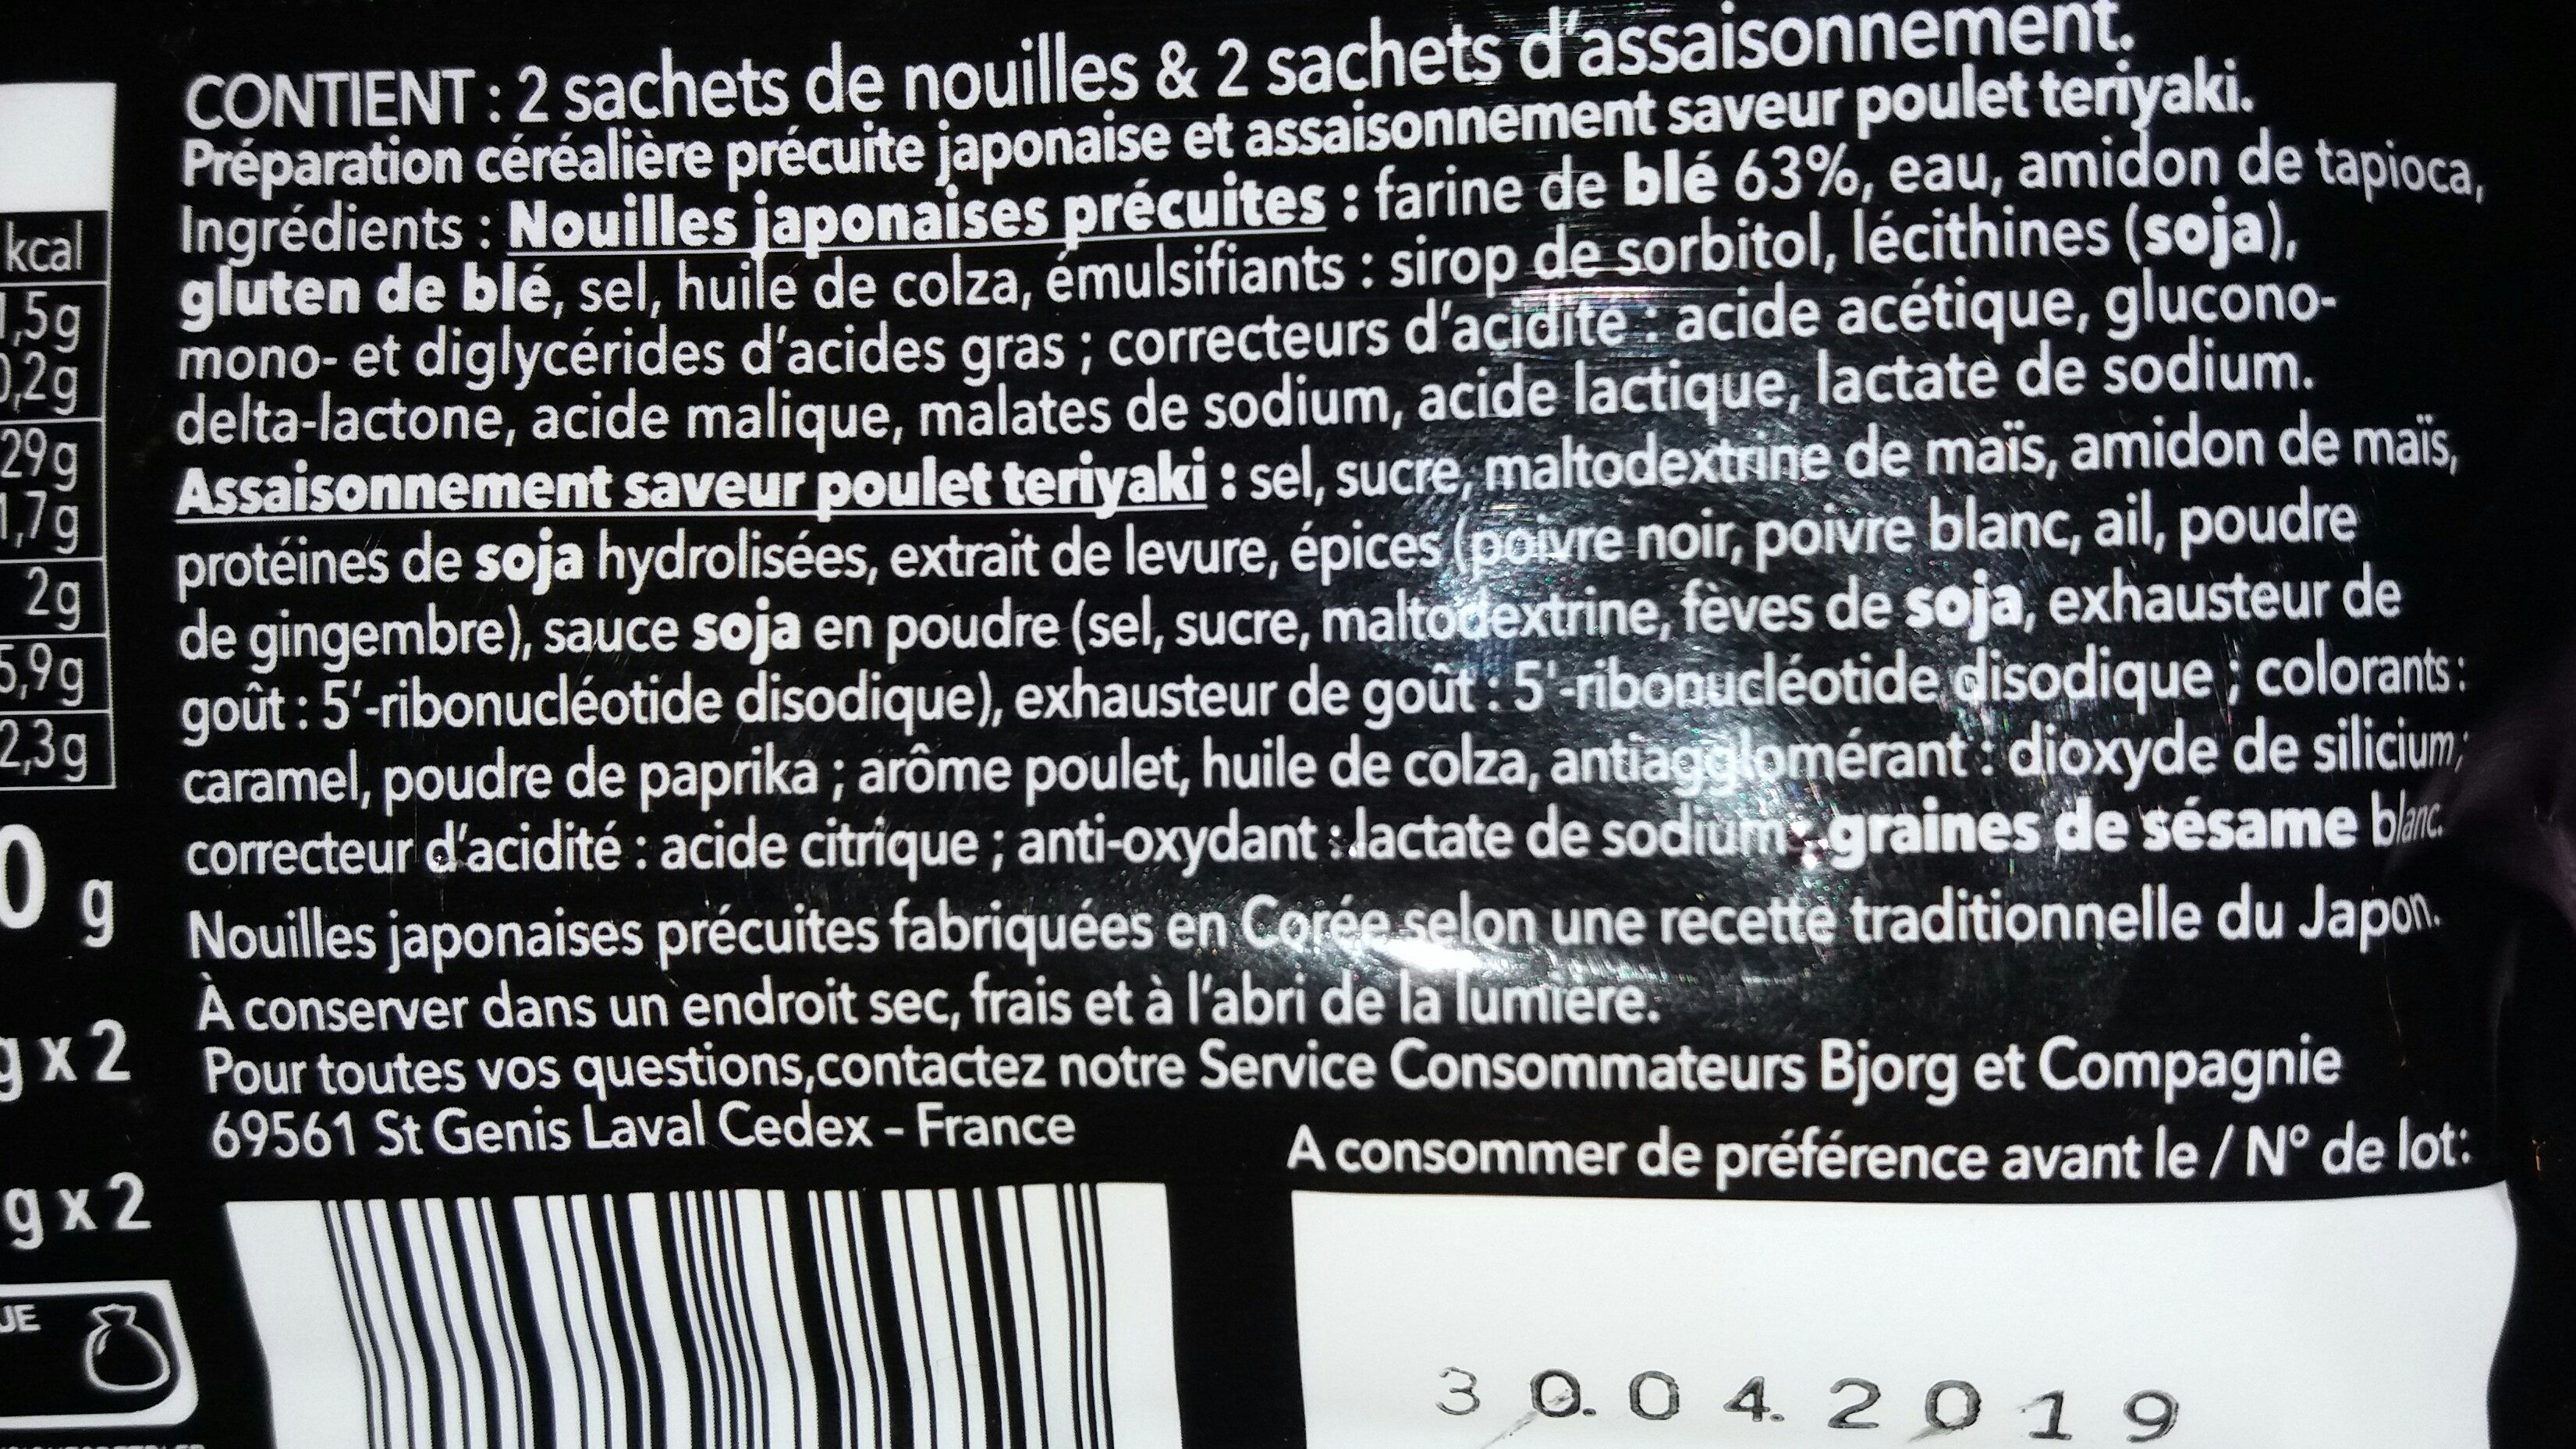 CONTIENT : 2 sachets de nouilles & 2 sachets d'assaisonnement.
Préparation céréalière précuite japonaise et assaisonnement saveur poulet teriyaki.
Ingrédients : Nouilles japonaises précuites : farine de blé 63%, eau, amidon de tapioca,
gluten de blé, sel, huile de colza, émulsifiants : sirop de sorbitol, lécithines (soja),
mono- et diglycérides d'acides gras ; correcteurs d'acidité : acide acétique, glucono-
delta-lactone, acide malique, malates de sodium, acide lactique, lactate de sodium.
Assaisonnement saveur poulet teriyaki : sel, sucre, maltodextrine de maïs, amidon de maïs,
protéines de soja hydrolisées, extrait de levure, épices (poivre noir, poivre blanc, ail, poudre
de gingembre), sauce soja en poudre (sel, sucre, maltodextrine, fèves de soja, exhausteur de
goût : 5'-ribonucléotide disodique), exhausteur de goût : 5'-ribonucléotide disodique ; colorants :
caramel, poudre de paprika ; arôme poulet, huile de colza, antiagglomérant : dioxyde de silicium;
correcteur d'acidité : acide citrique ; anti-oxydant : lactate de sodium ; graines de sésame blanc.
Nouilles japonaises précuites fabriquées en Corée selon une recette traditionnelle du Japon.
À conserver dans un endroit sec, frais et à l'abri de la lumière.
Pour toutes vos questions,contactez notre Service Consommateurs Bjorg et Compagnie
69561 St Genis Laval Cedex - France
A consommer de préférence avant le / N° de lot:
30.04.2019
kcal
1,5g
0,2g
29g
1,7g
2g
5,9g
2,3g
0 g
g x 2
g x 2
UE